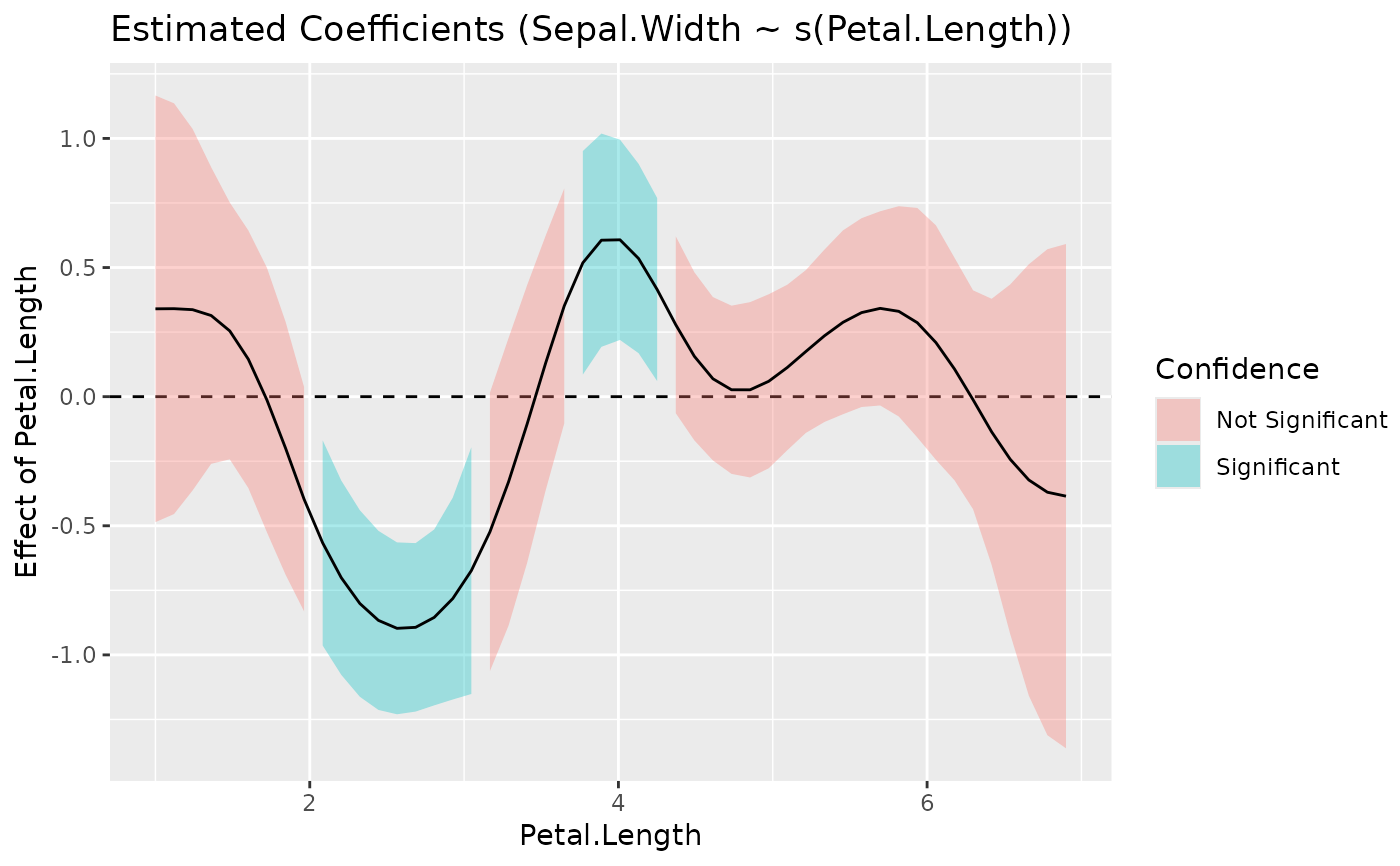 Estimated Coefficients (Sepal.Width ~ s(Petal.Length))
Effect of Petal.Length
1.0
0.5
0.0
-0.5
-1.0
2
4
6
Petal.Length
Confidence
Not Significant
Significant